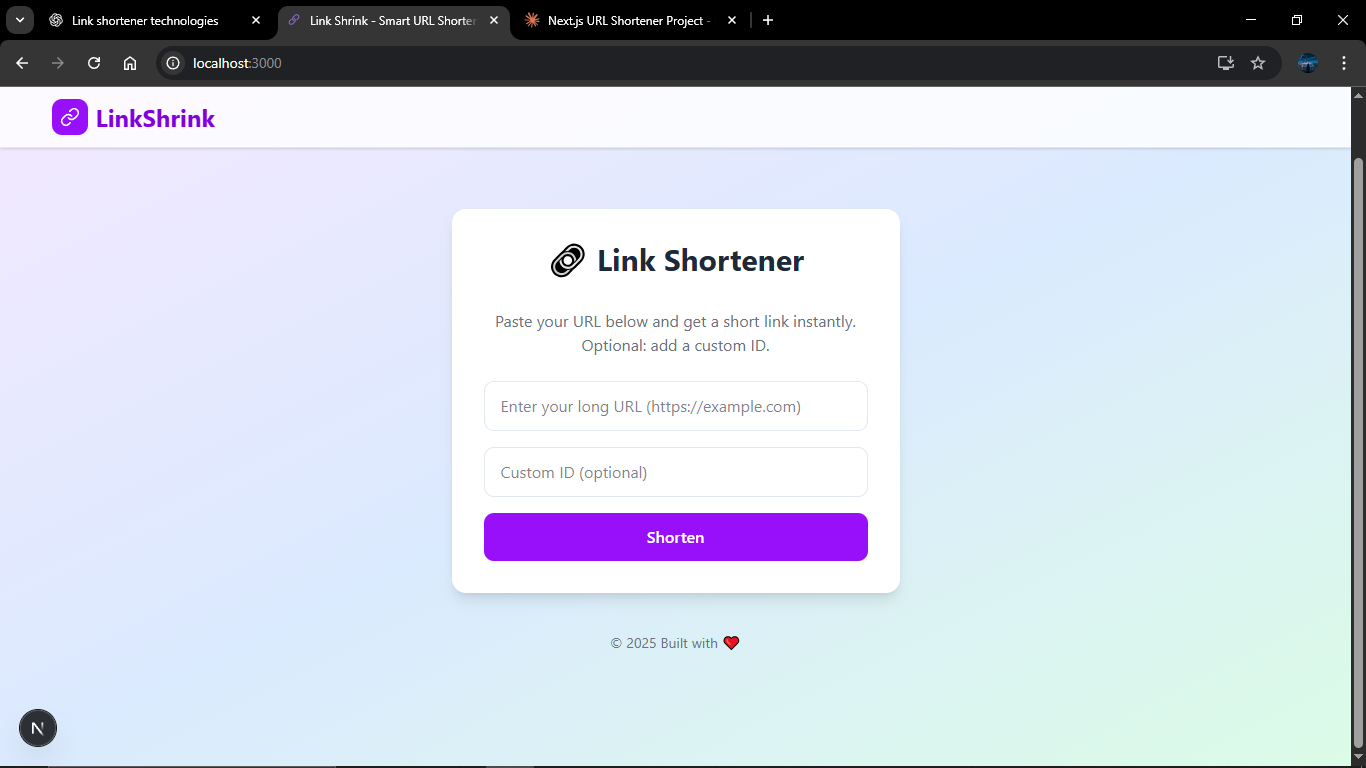 Link shortener technologies
Link Shrink - Smart URL Shorter
Next.js URL Shortener Project -
localhost:3000
LinkShrink
Link Shortener
Paste your URL below and get a short link instantly.
Optional: add a custom ID.
Enter your long URL (https://example.com)
Custom ID (optional)
Shorten
© 2025 Built with ❤️
N